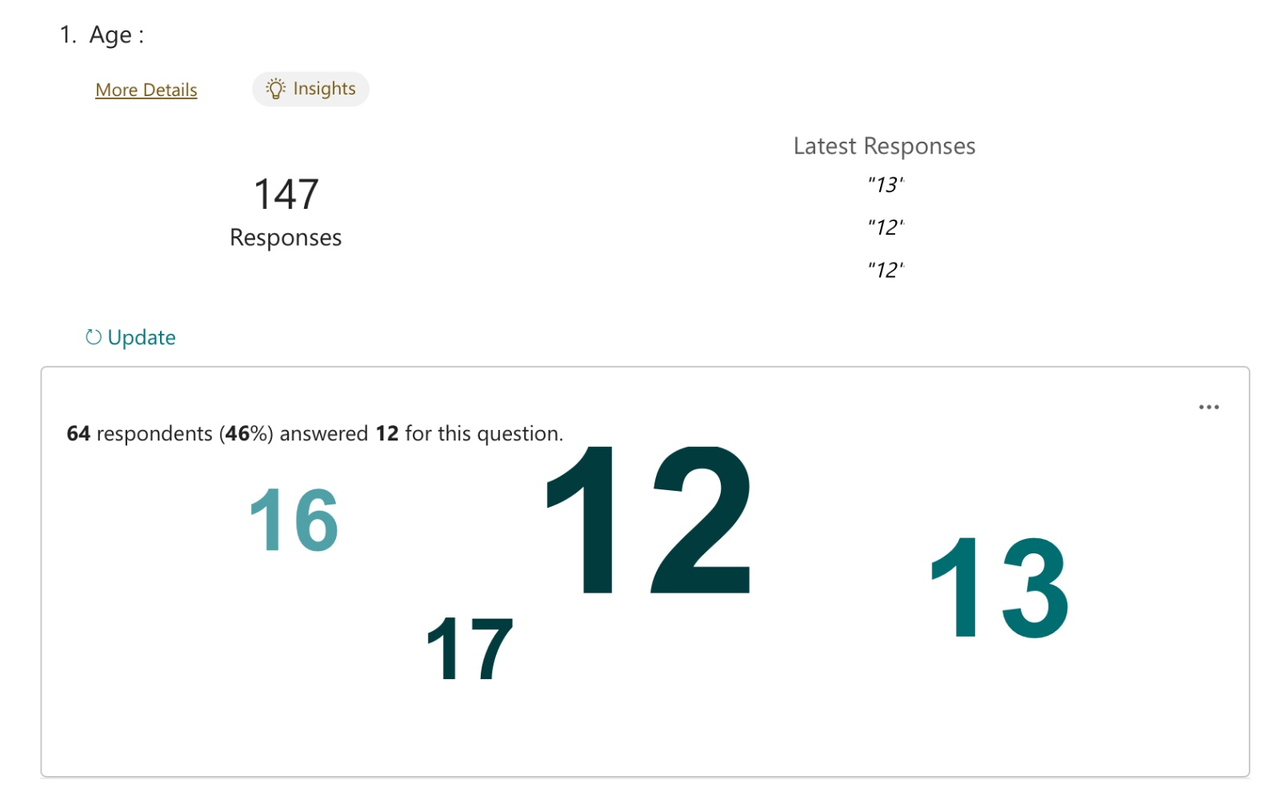 1. Age :
More Details
Insights
Latest Responses
"13"
147
Responses
"12"
"12"
Update
...
64 respondents (46%) answered 12 for this question.
12
16
13
17